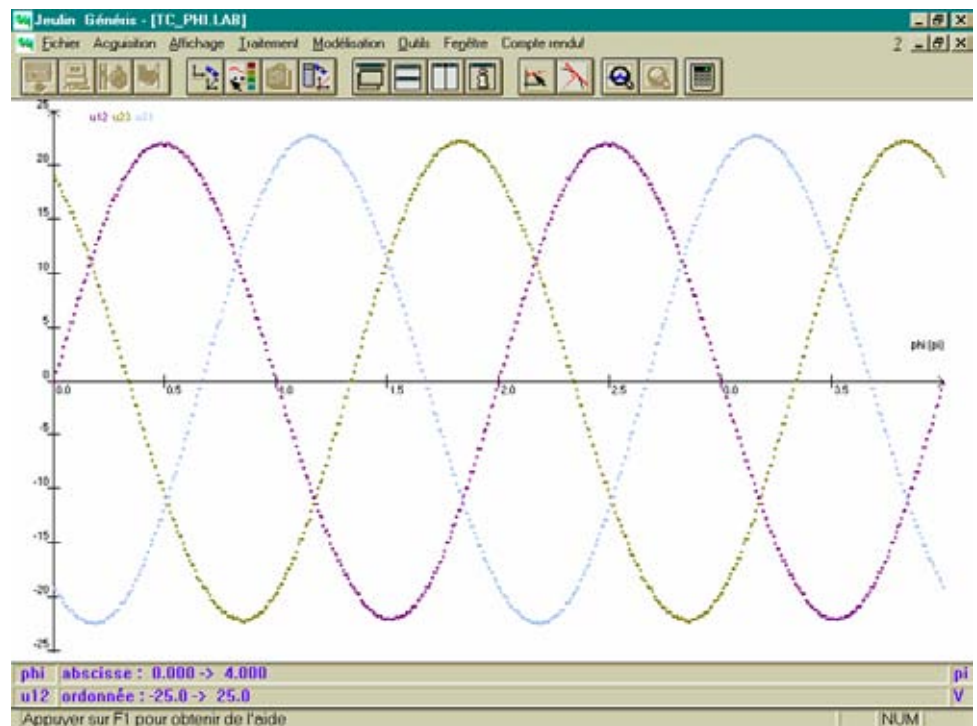 Jeulin Généris - [TC_PHI.LAB]
Fichier Acquisition Affichage Traitement Modélisation Outils Fenêtre Compte rendu1 ?
25
u12 u23 u31
20
15
10
5
phi (pi)
0
0.0 0.5 1.0 1.5 2.0 2.5 3.0 3.5
-5
-10
-15
-20
-25
phi abscisse : 0.000 -> 4.000 pi
u12 ordonnée : -25.0 -> 25.0 V
Appuyer sur F1 pour obtenir de l'aide NUM